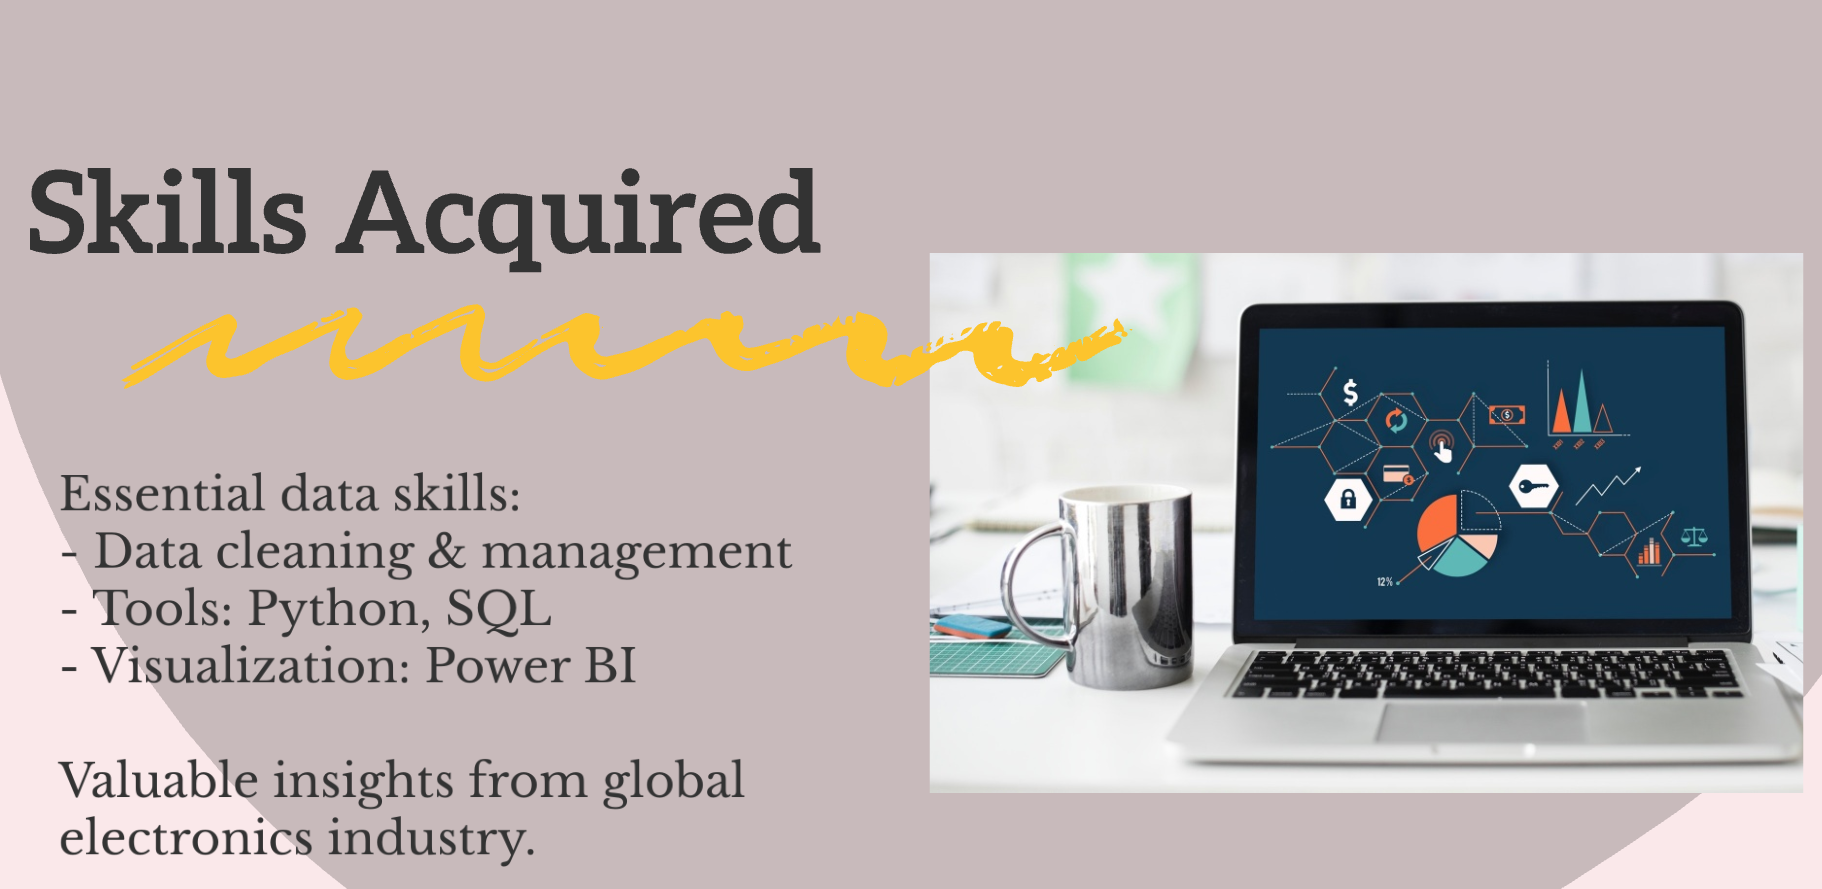 Skills Acquired
Essential data skills:
- Data cleaning & management
- Tools: Python, SQL
- Visualization: Power BI
Valuable insights from global
electronics industry.
$
$
$
12%